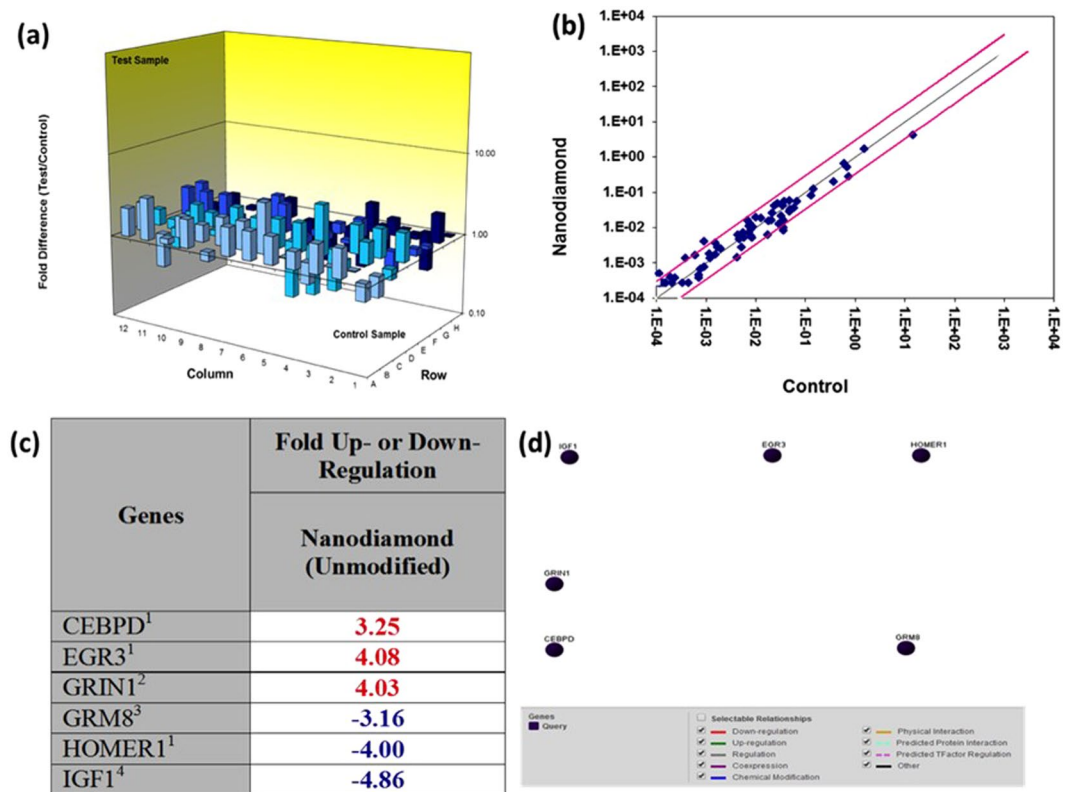 (a)
Test Sample
Fold Difference (Test/Control)
10.00
1.00
0.10
Control Sample
12 11 10 9 8 7 6 5 4 3 2 1
A B C D E F G H
Column
Row
(b)
1.E+04
1.E+03
1.E+02
1.E+01
1.E+00
1.E-01
1.E-02
1.E-03
1.E-04
Nanodiamond
1.E-04 1.E-03 1.E-02 1.E-01 1.E+00 1.E+01 1.E+02 1.E+03 1.E+04
Control
(c)
Genes
Fold Up- or Down-
Regulation
Nanodiamond
(Unmodified)
CEBPD1 3.25
EGR31 4.08
GRIN12 4.03
GRM83 -3.16
HOMER11 -4.00
IGF14 -4.86
(d)
IGF1
EGR3
HOMER1
GRIN1
CEBPD
GRM8
Genes
Query
Selectable Relationships
Down-regulation
Up-regulation
Regulation
Coexpression
Chemical Modification
Physical Interaction
Predicted Protein Interaction
Predicted TFactor Regulation
Other